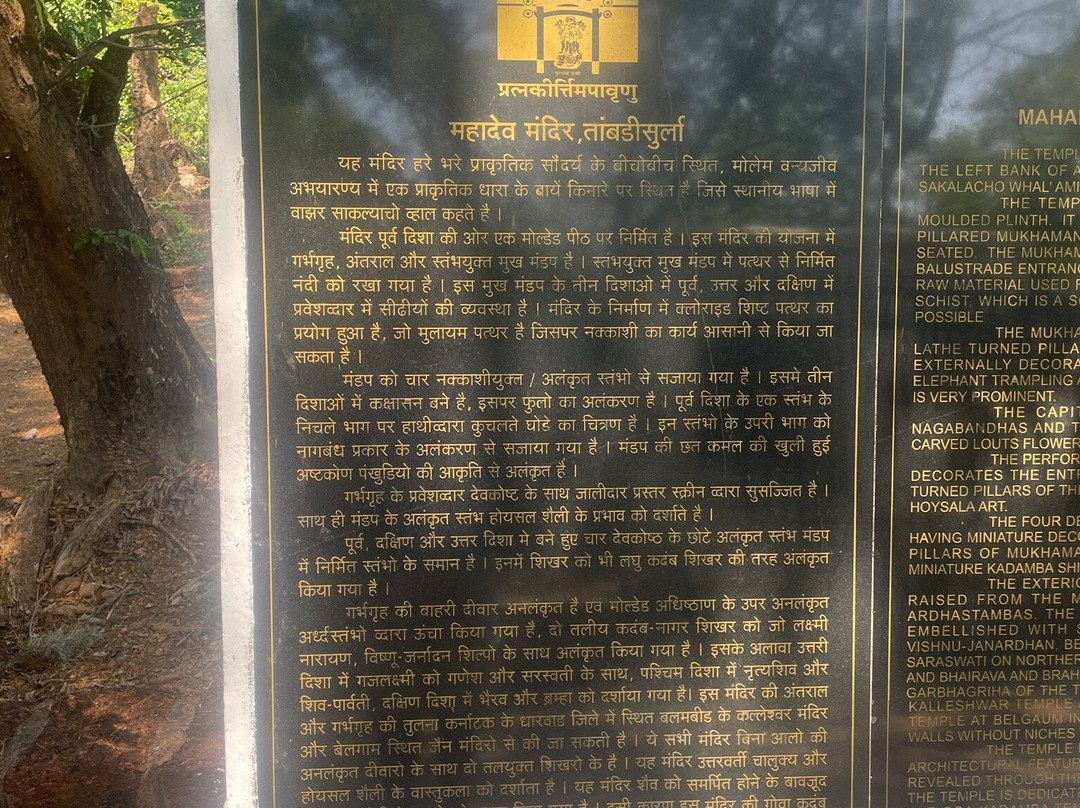 प्रत्नकीर्त्तिमपावृणु
महादेव मंदिर,तांबडीसुर्ला
यह मंदिर हरे भरे प्राकृतिक सौंदर्य के बीचोबीच स्थित, मोलेम वन्यजीव
अभयारण्य में एक प्राकृतिक धारा के बायें किनारे पर स्थित है जिसे स्थानीय भाषा में
वाझर साकल्याचो व्हाल कहते है ।
मंदिर पूर्व दिशा की ओर एक मोल्डेड पीठ पर निर्मित है । इस मंदिर की योजना में
गर्भगृह, अंतराल और स्तंभयुक्त मुख मंडप है । स्तंभयुक्त मुख मंडप में पत्थर से निर्मित
नंदी को रखा गया है । इस मुख मंडप के तीन दिशाओ में पूर्व, उत्तर और दक्षिण में
प्रवेशव्दार में सीढीयों की व्यवस्था है । मंदिर के निर्माण में क्लोराइड शिष्ट पत्थर का
प्रयोग हुआ है, जो मुलायम पत्थर है जिसपर नक्काशी का कार्य आसानी से किया जा
सकता है ।
मंडप को चार नक्काशीयुक्त / अलंकृत स्तंभो से सजाया गया है । इसमे तीन
दिशाओं में कक्षासन बने है, इसपर फुलो का अलंकरण है । पूर्व दिशा के एक स्तंभ के
निचले भाग पर हाथीव्दारा कुचलते घोडे का चित्रण है । इन स्तंभो के उपरी भाग को
नागबंध प्रकार के अलंकरण से सजाया गया है । मंडप की छत कमल की खुली हुई
अष्टकोण पंखुडियो की आकृति से अलंकृत है ।
गर्भगृह के प्रवेशव्दार देवकोष्ट के साथ जालीदार प्रस्तर स्क्रीन व्दारा सुसज्जित है ।
साथ ही मंडप के अलंकृत स्तंभ होयसल शैली के प्रभाव को दर्शाते है ।
पूर्व, दक्षिण और उत्तर दिशा मे बने हुए चार देवकोष्ठ के छोटे अलंकृत स्तंभ मंडप
में निर्मित स्तंभो के समान है । इनमें शिखर को भी लघु कदंब शिखर की तरह अलंकृत
किया गया है ।
गर्भगृह की बाहरी दीवार अनलंकृत है एव मोल्डेड अधिष्ठाण के उपर अनलंकृत
अर्ध्दस्तंभो व्दारा ऊंचा किया गया है, दो तलीय कदंब-नागर शिखर को जो लक्ष्मी
नारायण, विष्णू-जर्नादन शिल्पो के साथ अलंकृत किया गया है । इसके अलावा उत्तरी
दिशा में गजलक्ष्मी को गणेश और सरस्वती के साथ, पश्चिम दिशा में नृत्यशिव और
शिव-पार्वती, दक्षिण दिशा में भैरव और ब्रम्हा को दर्शाया गया है। इस मंदिर की अंतराल
और गर्भगृह की तुलना कर्नाटक के धारवाड जिले में स्थित बलमबीड के कल्लेश्वर मंदिर
और बेलगाम स्थित जैन मंदिरो से की जा सकती है । ये सभी मंदिर बिना आलो की
अनलंकृत दीवारो के साथ दो तलयुक्त शिखरो के है । यह मंदिर उत्तरवर्ती चालुक्य और
होयसल शैली के वास्तुकला को दर्शाता है । यह मंदिर शैव को समर्पित होने के बावजूद
MAHA
THE TEMPL
THE LEFT BANK OF A
SAKALACHO WHAL' AMI
THE TEMP
MOULDED PLINTH. IT
PILLARED MUKHAMAN
SEATED. THE MUKHAM
BALUSTRADE ENTRANC
RAW MATERIAL USED F
SCHIST, WHICH IS A S
POSSIBLE
THE MUKHA
LATHE TURNED PILLA
EXTERNALLY DECORA
ELEPHANT TRAMPLING A
IS VERY PROMINENT.
THE CAPIT
NAGABANDHAS AND T
CARVED LOUTS FLOWER
THE PERFOR
DECORATES THE ENTE
TURNED PILLARS OF THE
HOYSALA ART.
THE FOUR DE
HAVING MINIATURE DECO
PILLARS OF MUKHAMA
MINIATURE KADAMBA SHI
THE EXTERIO
RAISED FROM THE M
ARDHASTAMBAS. THE
EMBELLISHED WITH S
VISHNU-JANARDHAN, BE
SARASWATI ON NORTHER
AND BHAIRAVA AND BRAH
GARBHAGRIHA OF THE T
KALLESHWAR TEMPLE
TEMPLE AT BELGAUM IN
WALLS WITHOUT NICHES
THE TEMPLE
ARCHITECTURAL FEATUR
REVEALED THROUGH TH
THE TEMPLE IS DEDICAT